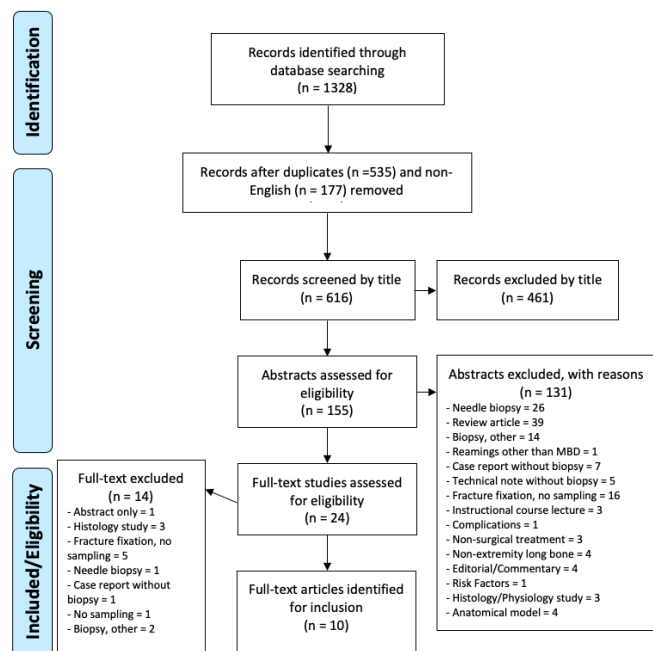 Identification
Records identified through
database searching
(n = 1328)
Records after duplicates (n =535) and non-
English (n = 177) removed
Screening
Records screened by title
(n = 616)
Records excluded by title
(n = 461)
Abstracts assessed for
eligibility
(n = 155)
Abstracts excluded, with reasons
(n = 131)
- Needle biopsy = 26
- Review article = 39
- Biopsy, other = 14
- Reamings other than MBD = 1
- Case report without biopsy = 7
- Technical note without biopsy = 5
- Fracture fixation, no sampling = 16
- Instructional course lecture = 3
- Complications = 1
- Non-surgical treatment = 3
- Non-extremity long bone = 4
- Editorial/Commentary = 4
- Risk Factors = 1
- Histology/Physiology study = 3
- Anatomical model = 4
Included/Eligibility
Full-text excluded
(n = 14)
- Abstract only = 1
- Histology study = 3
- Fracture fixation, no
sampling = 5
- Needle biopsy = 1
- Case report without
biopsy = 1
- No sampling = 1
- Biopsy, other = 2
Full-text studies assessed
for eligibility
(n = 24)
Full-text articles identified
for inclusion
(n = 10)